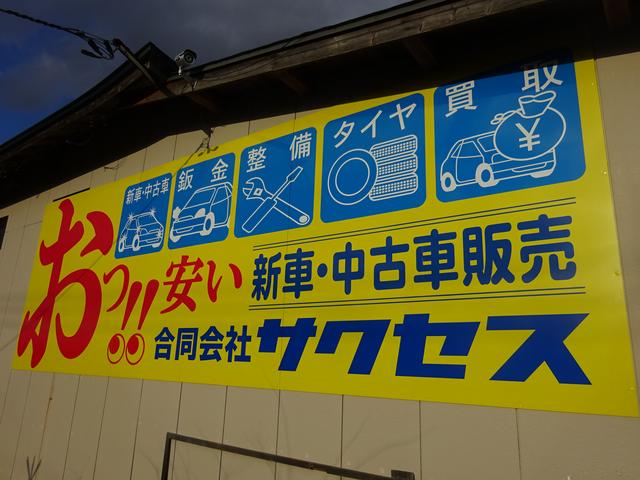 新車・中古車
鈑金
整備
タイヤ
買取
¥
おっ!!安い
新車・中古車販売
合同会社サクセス